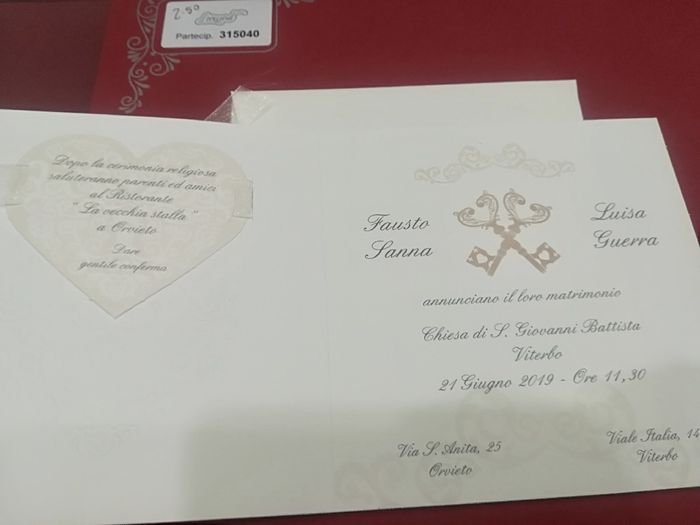 2.50
Partecip. 315040
Dopo la cerimonia religiosa
saluteranno parenti ed amici
al Ristorante
" La vecchia stalla "
a Orvieto
Dare
gentile conferma
Fausto
Sanna
Luisa
Guerra
annunciano il loro matrimonio
Chiesa di S. Giovanni Battista
Viterbo
21 Giugno 2019 - Ore 11,30
Via S. Anita, 25
Orvieto
Viale Italia, 14
Viterbo